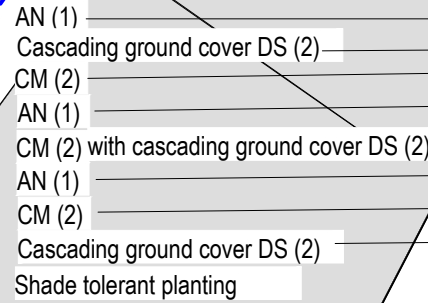 AN (1)
Cascading ground cover DS (2)
CM (2)
AN (1)
CM (2) with cascading ground cover DS (2)
AN (1)
CM (2)
Cascading ground cover DS (2)
Shade tolerant planting